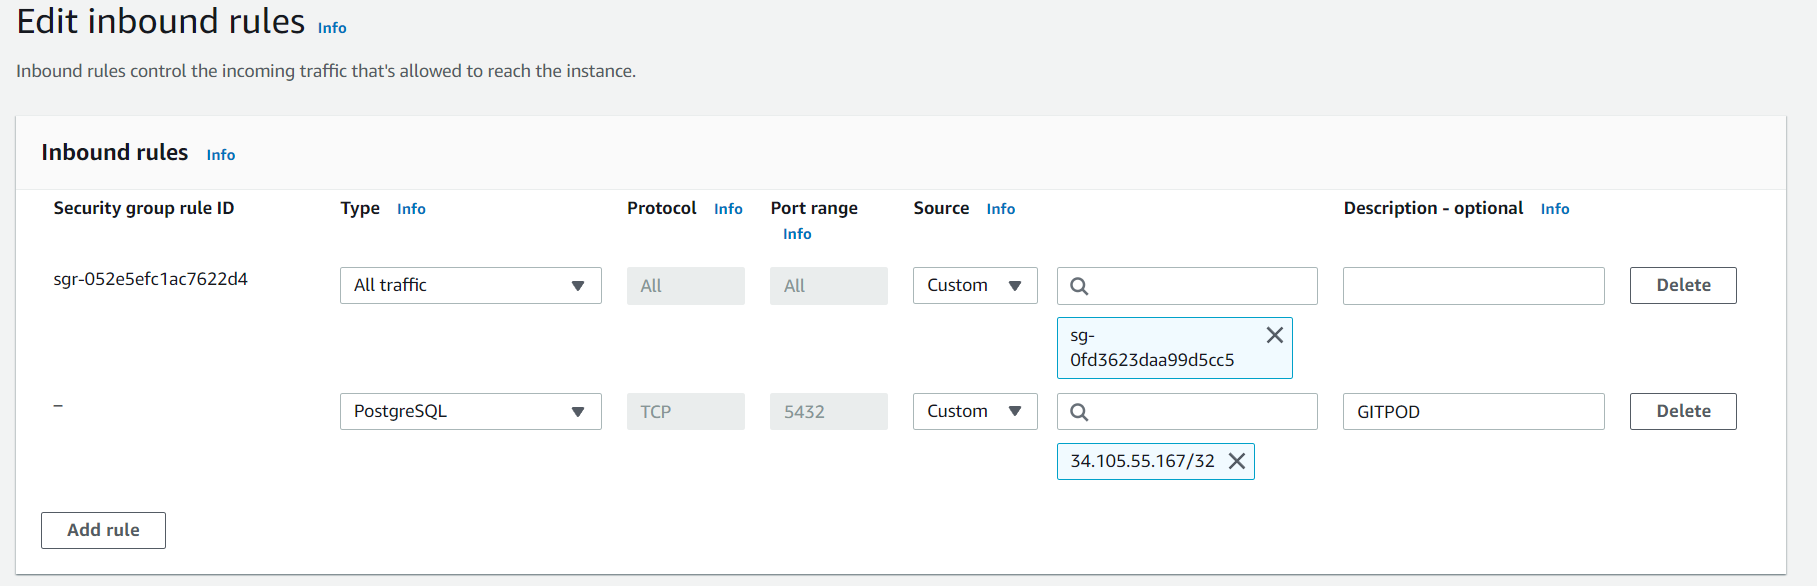 Edit inbound rules Info
Inbound rules control the incoming traffic that's allowed to reach the instance.
Inbound rules Info
Security group rule ID Type Info Protocol Info Port range Source Info Description - optional Info
Info
sgr-052e5efc1ac7622d4 All traffic All All Custom Delete
sg-
0fd3623daa99d5cc5
– PostgreSQL TCP 5432 Custom GITPOD Delete
34.105.55.167/32
Add rule